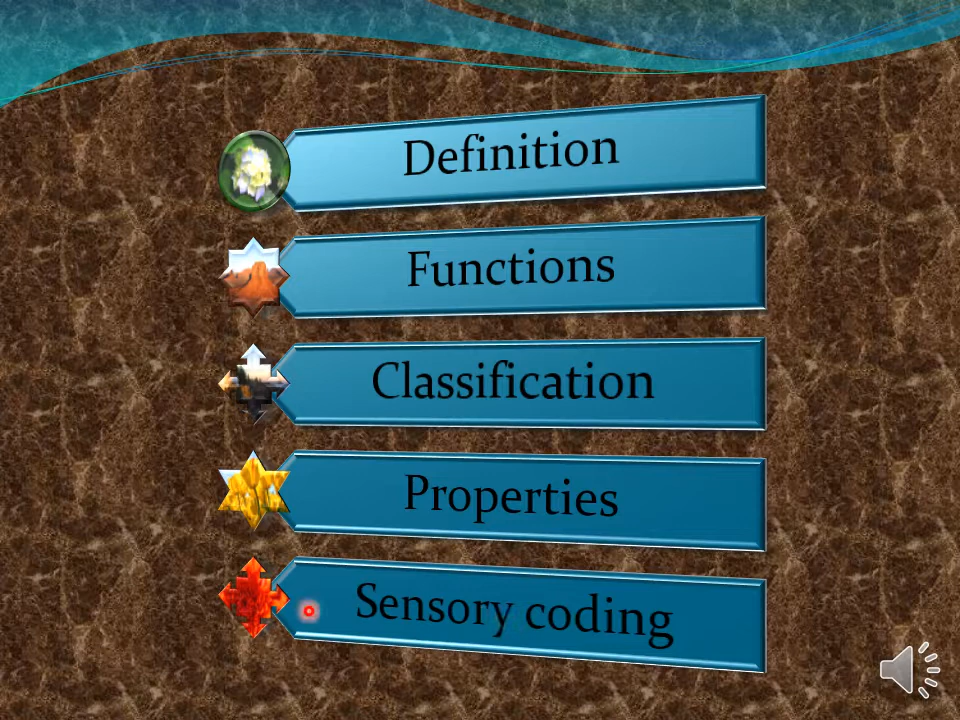 Definition
Functions
Classification
Properties
Sensory coding